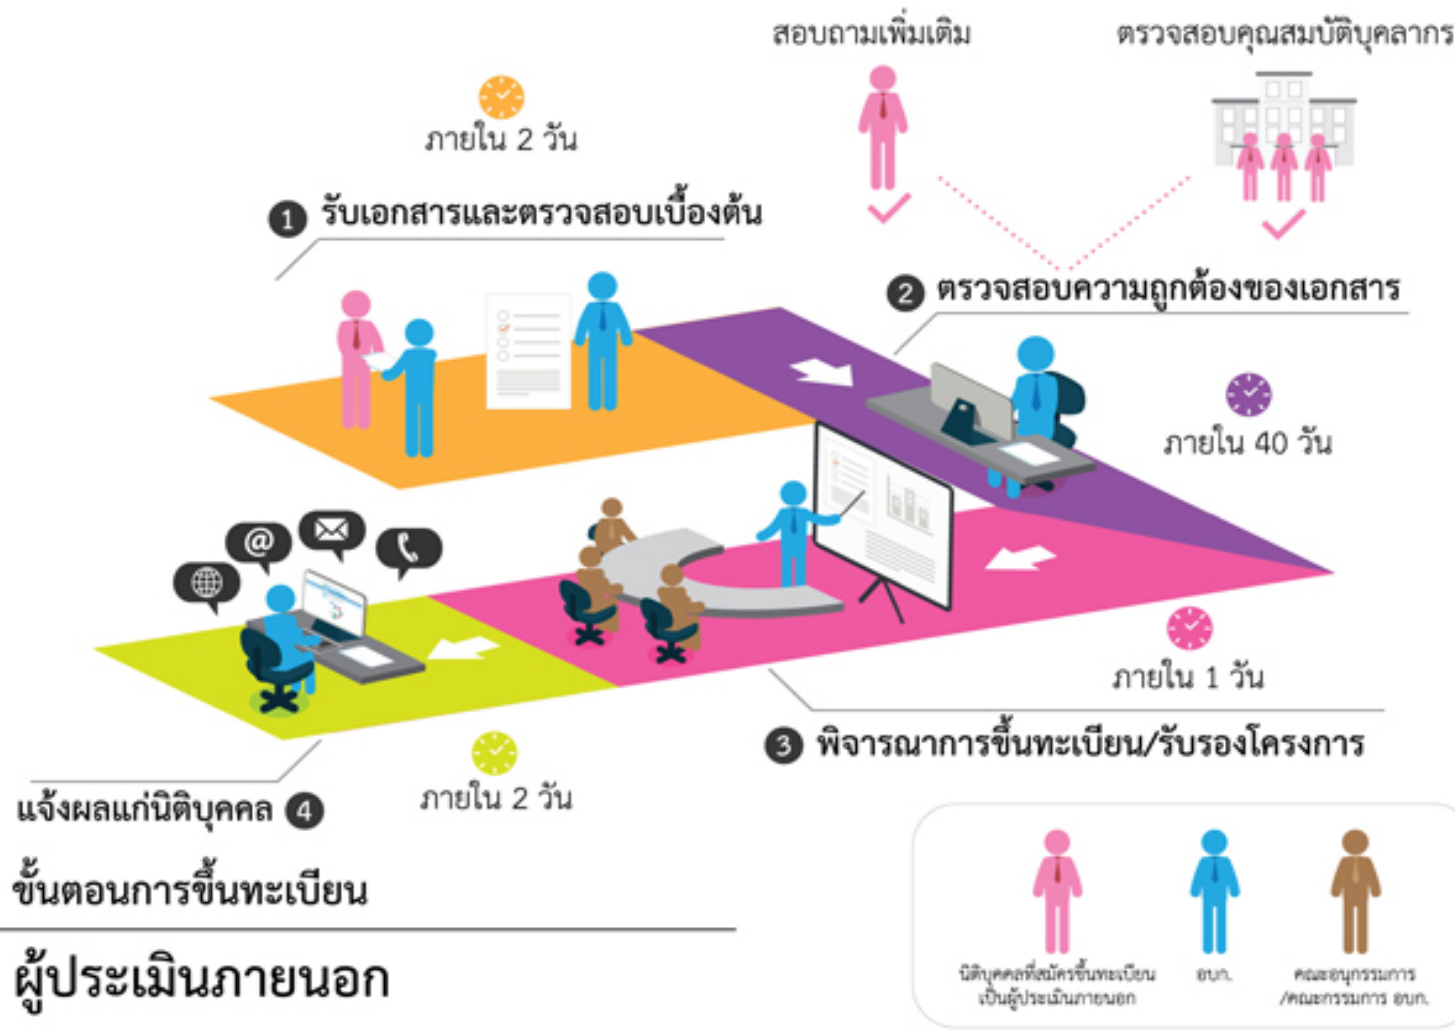 สอบถามเพิ่มเติม
ตรวจสอบคุณสมบัติบุคลากร
ภายใน 2 วัน
1 รับเอกสารและตรวจสอบเบื้องต้น
2 ตรวจสอบความถูกต้องของเอกสาร
ภายใน 40 วัน
@
ภายใน 1 วัน
3 พิจารณาการขึ้นทะเบียน/รับรองโครงการ
ภายใน 2 วัน
แจ้งผลแก่นิติบุคคล 4
ขั้นตอนการขึ้นทะเบียน
ผู้ประเมินภายนอก
นิติบุคคลที่สมัครขึ้นทะเบียน
เป็นผู้ประเมินภายนอก
อบก.
คณะอนุกรรมการ
/คณะกรรมการ อบก.